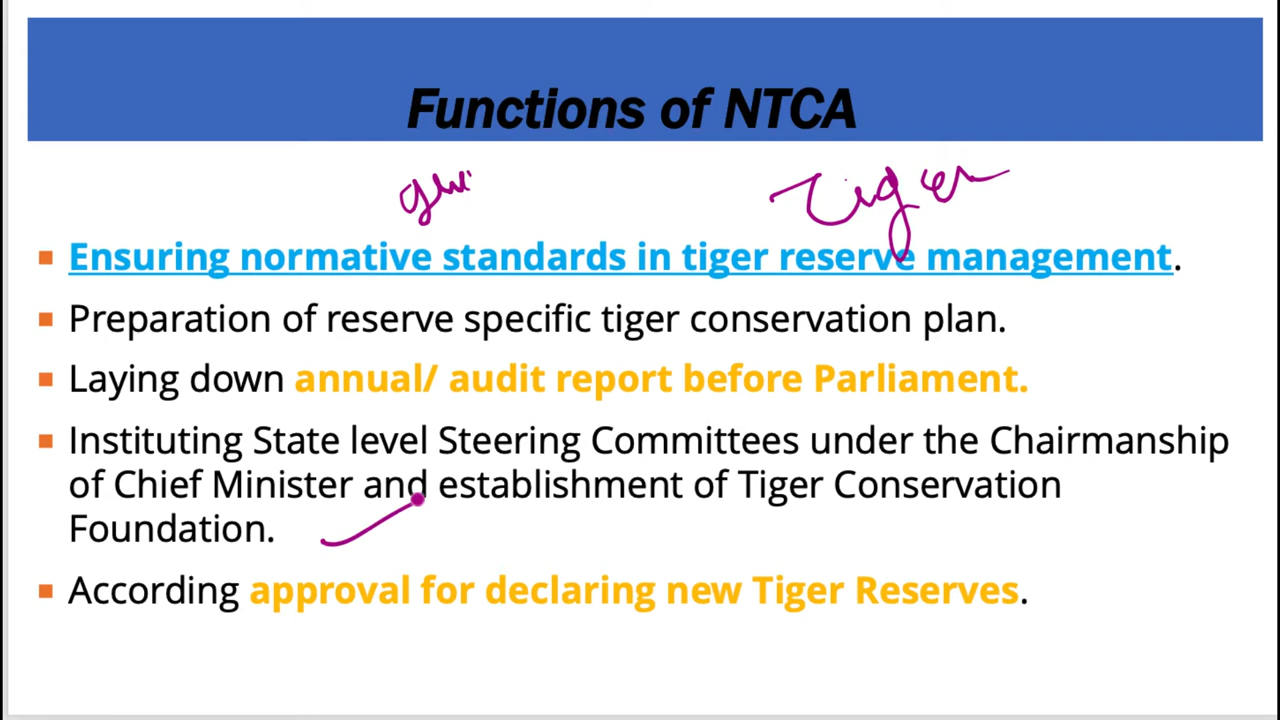 Functions of NTCA
Tiger
Ensuring normative standards in tiger reserve management.
Preparation of reserve specific tiger conservation plan.
Laying down annual/ audit report before Parliament.
Instituting State level Steering Committees under the Chairmanship
of Chief Minister and establishment of Tiger Conservation
Foundation.
According approval for declaring new Tiger Reserves.